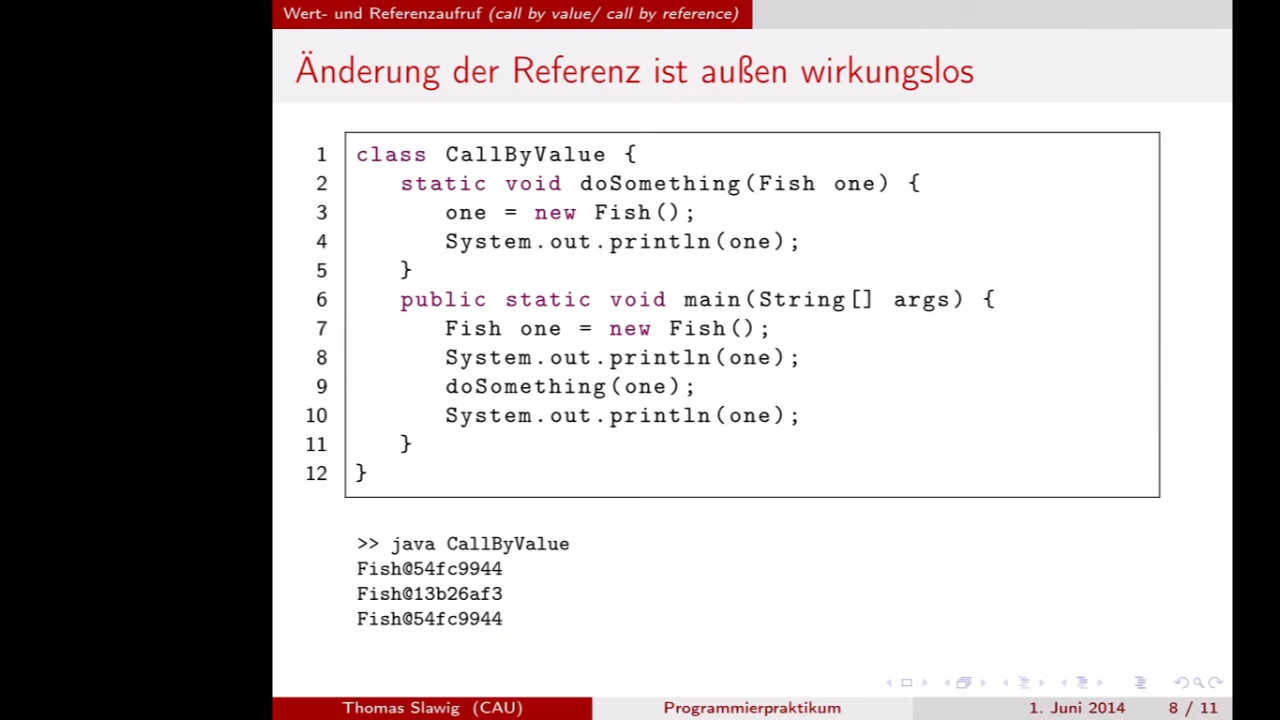 Wert- und Referenzaufruf (call by value/ call by reference)
Änderung der Referenz ist außen wirkungslos
1 class CallByValue {
2 static void doSomething(Fish one) {
3 one = new Fish();
4 System.out.println(one);
5 }
6 public static void main(String[] args) {
7 Fish one = new Fish();
8 System.out.println(one);
9 doSomething(one);
10 System.out.println(one);
11 }
12 }
>> java CallByValue
Fish@54fc9944
Fish@13b26af3
Fish@54fc9944
Thomas Slawig (CAU) Programmierpraktikum 1. Juni 2014 8 / 11